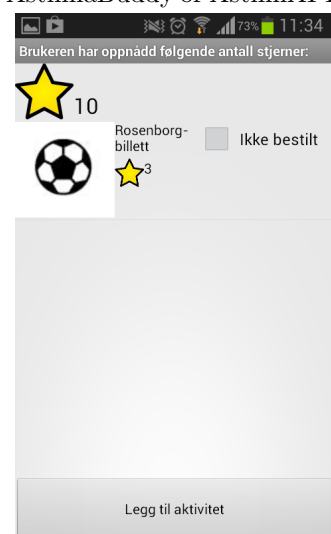 73% 11:34
Brukeren har oppnådd følgende antall stjerner:
10
Rosenborg-
billett
3
Ikke bestilt
Legg til aktivitet